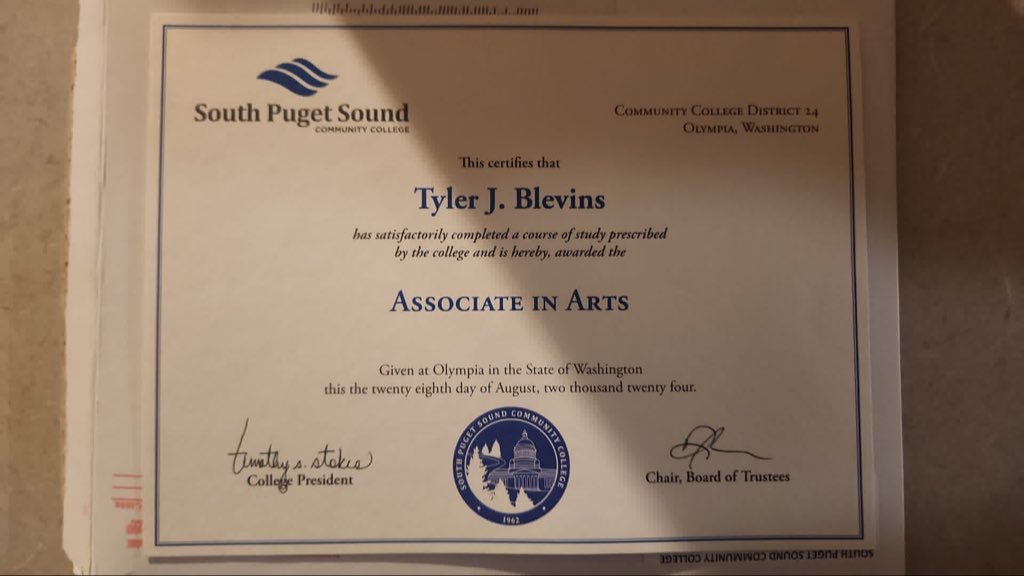 South Puget Sound
COMMUNITY COLLEGE
COMMUNITY COLLEGE DISTRICT 24
OLYMPIA, WASHINGTON
This certifies that
Tyler J. Blevins
has satisfactorily completed a course of study prescribed
by the college and is hereby, awarded the
ASSOCIATE IN ARTS
Given at Olympia in the State of Washington
this the twenty eighth day of August, two thousand twenty four.
timothy s. stokes
College President
SOUTH PUGET SOUND COMMUNITY COLLEGE
1962
Chair, Board of Trustees
SOUTH PUGET SOUND COMMUNITY COLLEGE